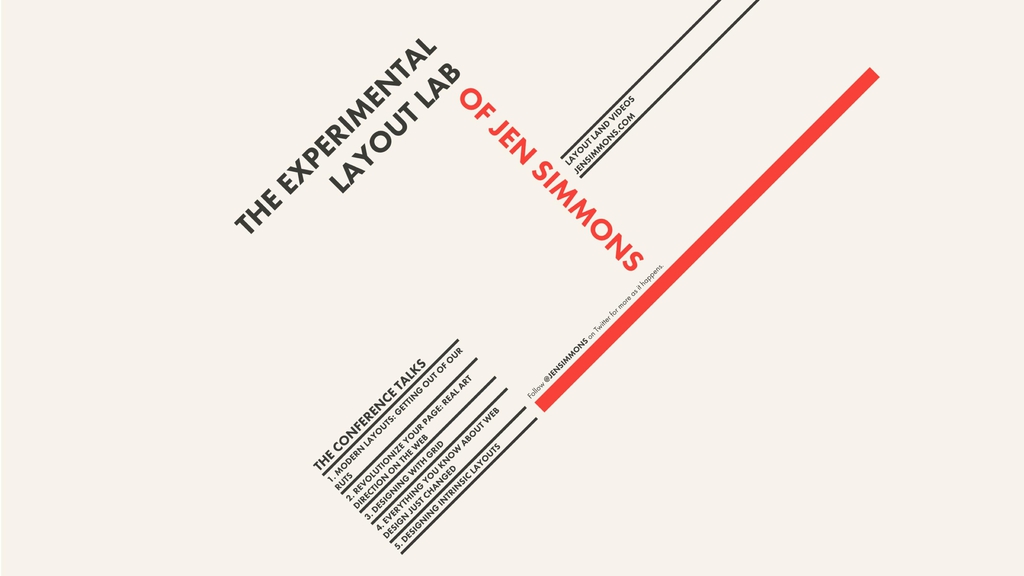 THE EXPERIMENTAL
LAYOUT LAB
OF JEN SIMMONS
LAYOUT LAND VIDEOS
JENSIMMONS.COM
Follow @JENSIMMONS on Twitter for more as it happens.
THE CONFERENCE TALKS
1. MODERN LAYOUTS: GETTING OUT OF OUR
RUTS
2. REVOLUTIONIZE YOUR PAGE: REAL ART
DIRECTION ON THE WEB
3. DESIGNING WITH GRID
4. EVERYTHING YOU KNOW ABOUT WEB
DESIGN JUST CHANGED
5. DESIGNING INTRINSIC LAYOUTS